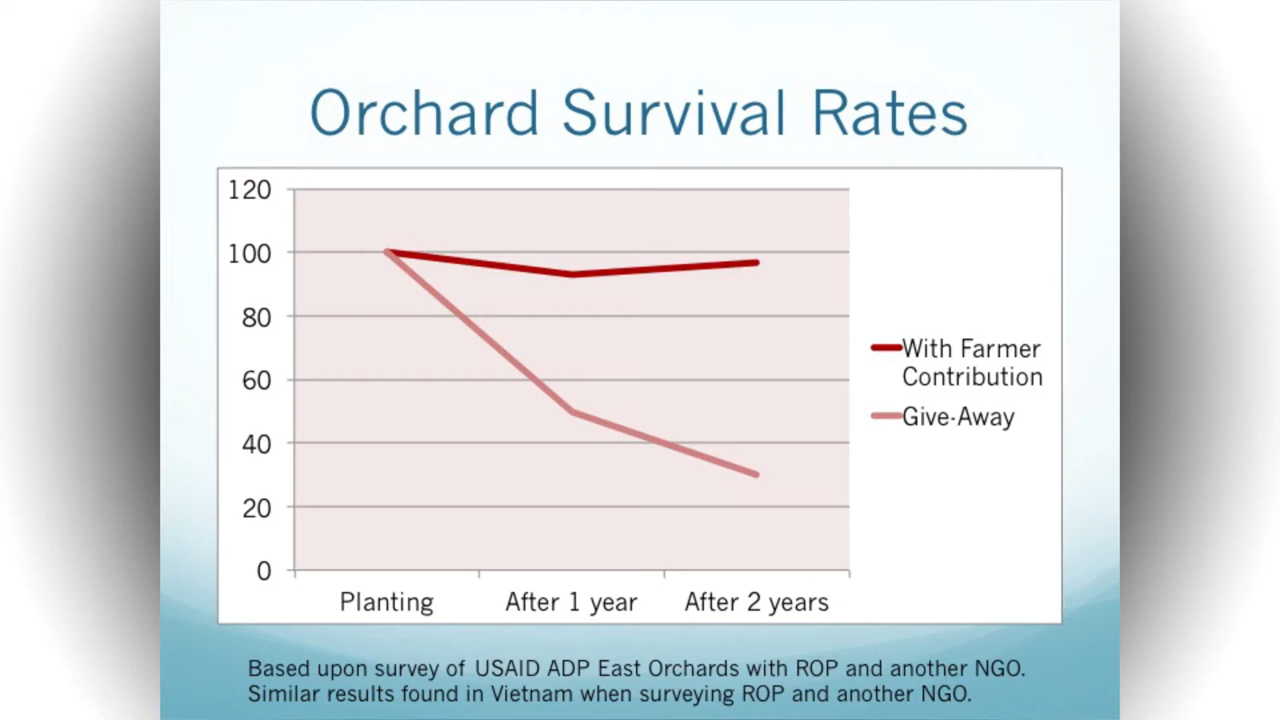 Orchard Survival Rates
120
100
80
60
40
20
0
Planting After 1 year After 2 years
With Farmer
Contribution
Give-Away
Based upon survey of USAID ADP East Orchards with ROP and another NGO.
Similar results found in Vietnam when surveying ROP and another NGO.